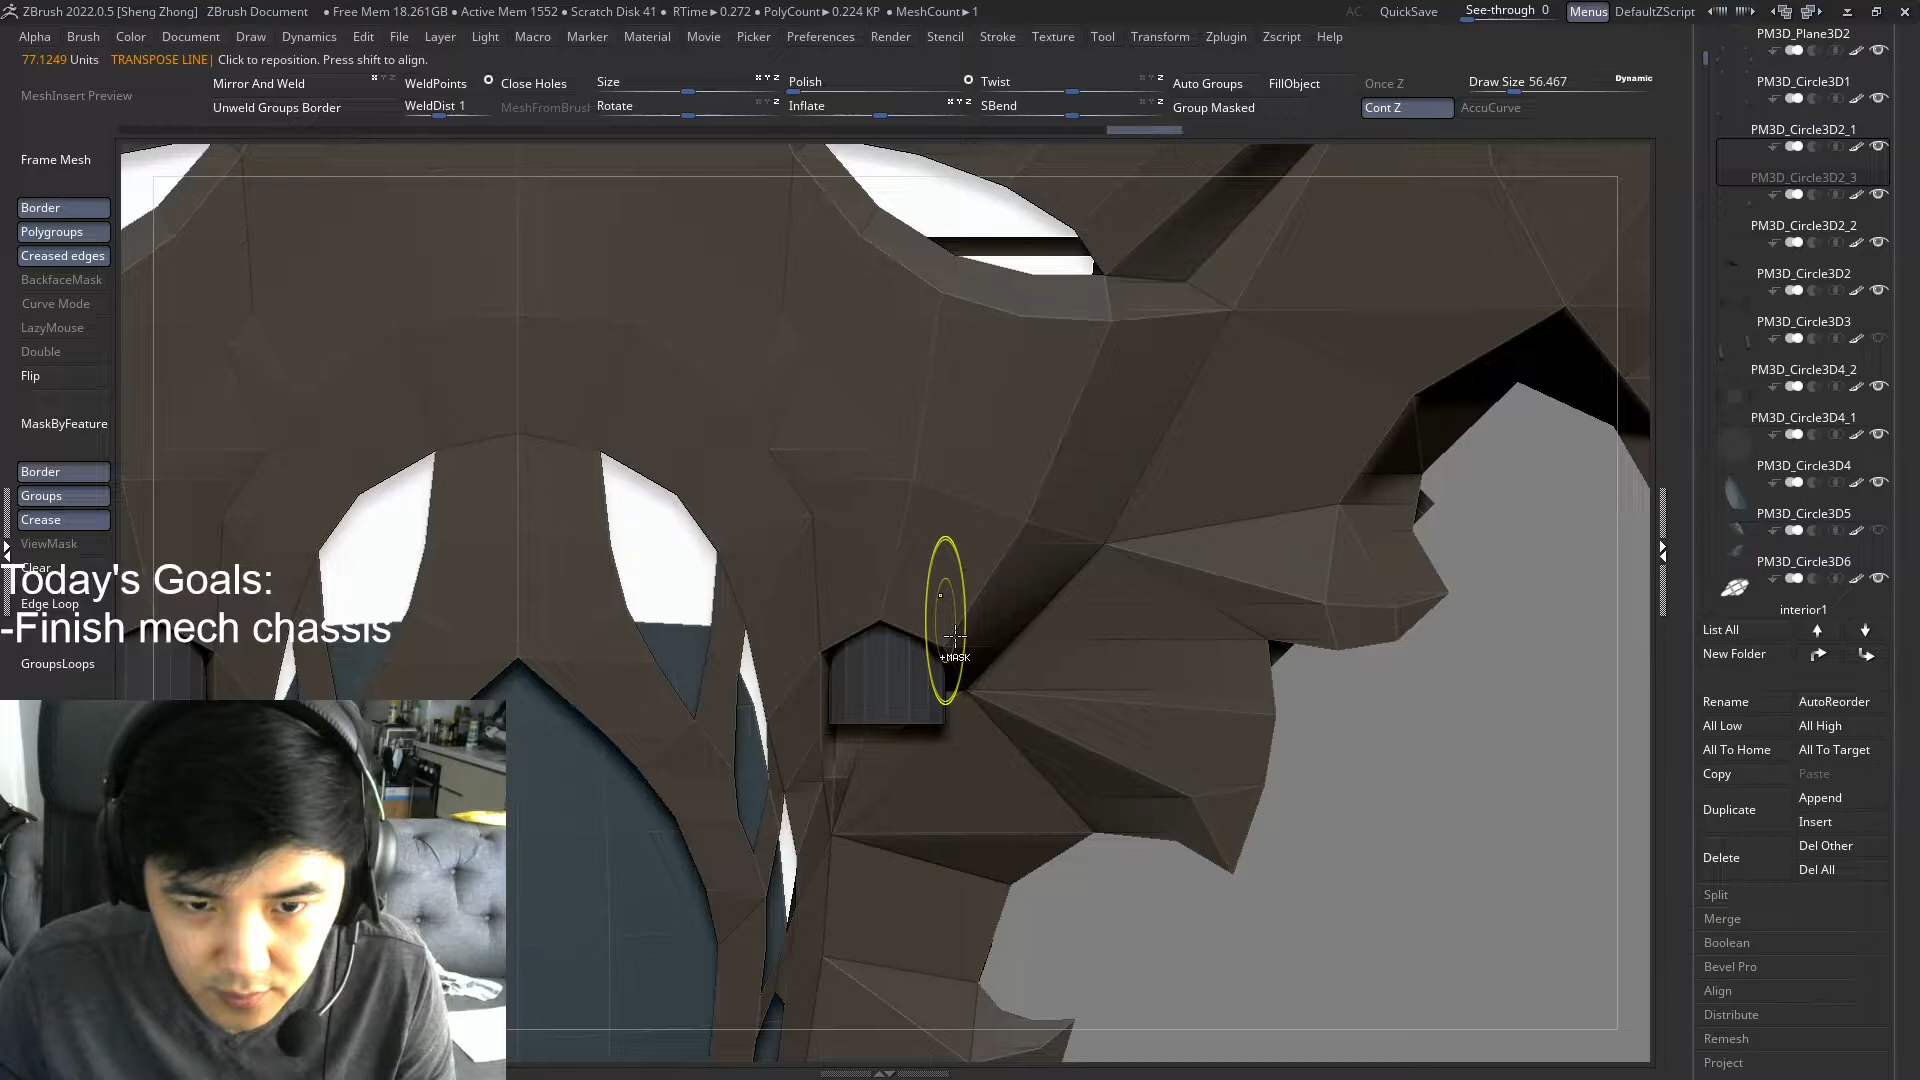 ZBrush 2022.0.5 [Sheng Zhong] ZBrush Document • Free Mem 18.261GB • Active Mem 1552 • Scratch Disk 41 • RTime►0.272 • PolyCount►0.224 KP • MeshCount►1 AC QuickSave See-through 0 Menus DefaultZScript
Alpha Brush Color Document Draw Dynamics Edit File Layer Light Macro Marker Material Movie Picker Preferences Render Stencil Stroke Texture Tool Transform Zplugin Zscript Help
77.1249 Units TRANSPOSE LINE| Click to reposition. Press shift to align.
MeshInsert Preview
Mirror And Weld WeldPoints Close Holes Size Polish Twist Auto Groups FillObject Once Z Draw Size 56.467 Dynamic
Unweld Groups Border WeldDist 1 MeshFromBrush Rotate Inflate SBend Group Masked Cont Z AccuCurve
Frame Mesh
Border
Polygroups
Creased edges
BackfaceMask
Curve Mode
LazyMouse
Double
Flip
MaskByFeature
Border
Groups
Crease
ViewMask
Clear
Today's Goals:
Edge Loop
-Finish mech chassis
GroupsLoops
+MASK
PM3D_Plane3D2
PM3D_Circle3D1
PM3D_Circle3D2_1
PM3D_Circle3D2_3
PM3D_Circle3D2_2
PM3D_Circle3D2
PM3D_Circle3D3
PM3D_Circle3D4_2
PM3D_Circle3D4_1
PM3D_Circle3D4
PM3D_Circle3D5
PM3D_Circle3D6
interior1
List All
New Folder
Rename AutoReorder
All Low All High
All To Home All To Target
Copy Paste
Append
Duplicate
Insert
Del Other
Delete
Del All
Split
Merge
Boolean
Bevel Pro
Align
Distribute
Remesh
Project